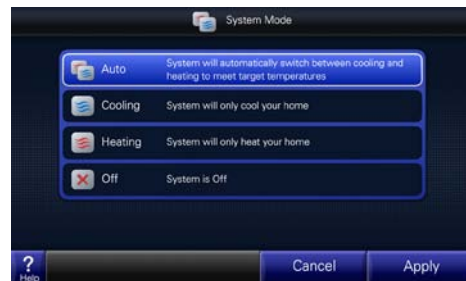 System Mode
Auto
System will automatically switch between cooling and
heating to meet target temperatures
Cooling
System will only cool your home
Heating
System will only heat your home
Off
System is Off
?
Help
Cancel
Apply